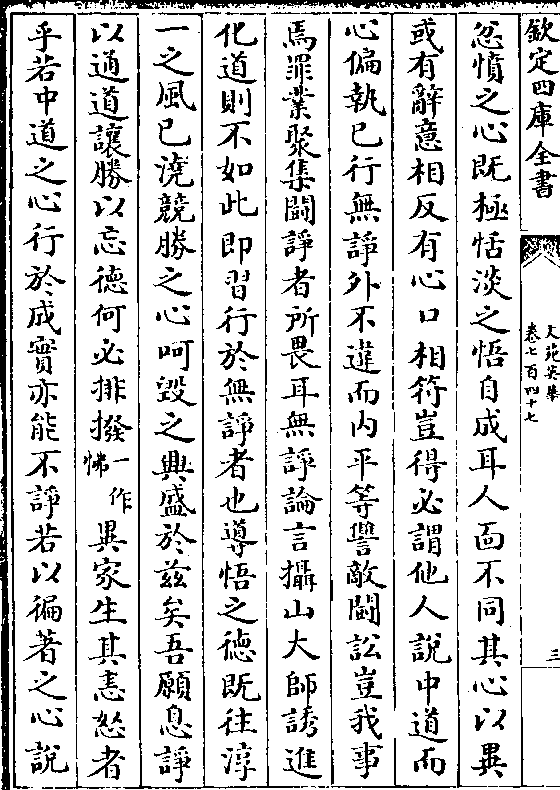 欽定四庫全書
文苑英華
卷七百四十七
三
忿憤之心既極恬淡之悟自成耳人面不同其心以異
或有辭意相反有心口相符豈得必謂他人說中道而
心偏執已行無諍外不違而内平等讐敵鬭訟豈我事
焉罪業聚集鬭諍者所畏耳無諍論言攝山大師誘進
化道則不如此即習行於無諍者也導悟之徳既往淳
一之風已澆競勝之心呵毀之興盛於兹矣吾願息諍
以通道讓勝以忘徳何必排撥一作悌異家生其恚怒者
乎若中道之心行於成實亦能不諍若以徧著之心說